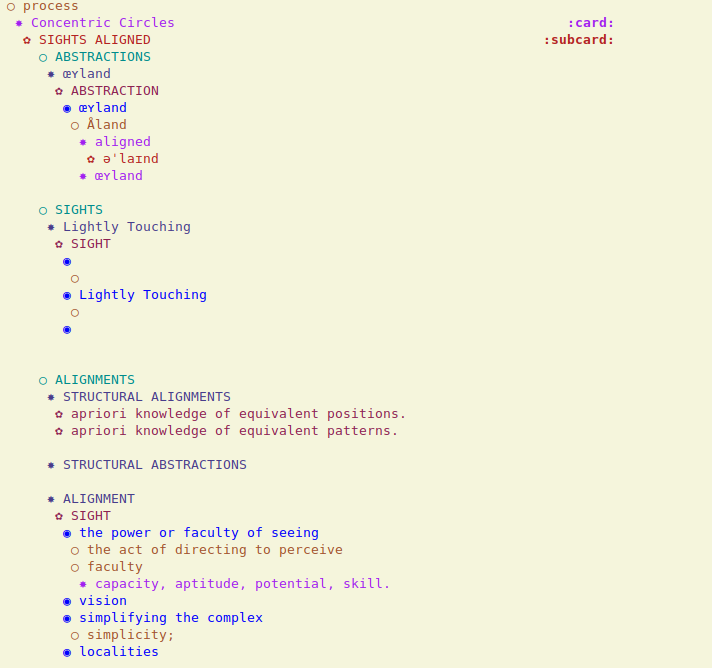 ○ process
✸ Concentric Circles :card:
✿ SIGHTS ALIGNED :subcard:
○ ABSTRACTIONS
✸ œʏland
✿ ABSTRACTION
◉ œʏland
○ Åland
✸ aligned
✿ əˈlaɪnd
✸ œʏland
○ SIGHTS
✸ Lightly Touching
✿ SIGHT
◉
○
◉ Lightly Touching
○
◉
○ ALIGNMENTS
✸ STRUCTURAL ALIGNMENTS
✿ apriori knowledge of equivalent positions.
✿ apriori knowledge of equivalent patterns.
✸ STRUCTURAL ABSTRACTIONS
✸ ALIGNMENT
✿ SIGHT
◉ the power or faculty of seeing
○ the act of directing to perceive
○ faculty
✸ capacity, aptitude, potential, skill.
◉ vision
◉ simplifying the complex
○ simplicity;
◉ localities